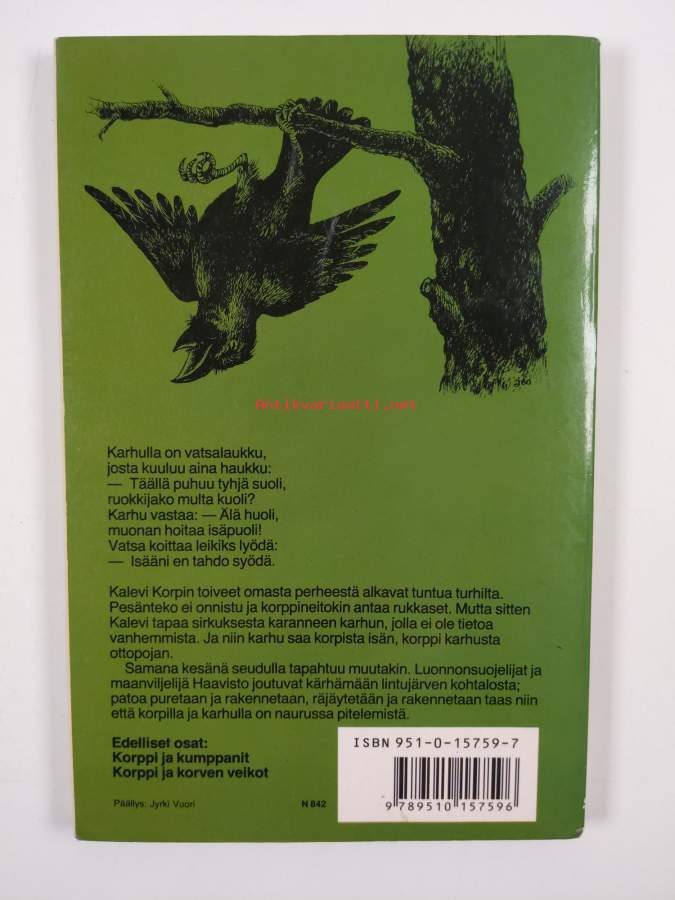 Antikvariaatti.net
Karhulla on vatsalaukku,
josta kuuluu aina haukku:
— Täällä puhuu tyhjä suoli,
ruokkijako multa kuoli?
Karhu vastaa: — Älä huoli,
muonan hoitaa isäpuoli!
Vatsa koittaa leikiks lyödä:
— Isääni en tahdo syödä.
Kalevi Korpin toiveet omasta perheestä alkavat tuntua turhilta.
Pesänteko ei onnistu ja korppineitokin antaa rukkaset. Mutta sitten
Kalevi tapaa sirkuksesta karanneen karhun, jolla ei ole tietoa
vanhemmista. Ja niin karhu saa korpista isän, korppi karhusta
ottopojan.
Samana kesänä seudulla tapahtuu muutakin. Luonnonsuojelijat ja
maanviljelijä Haavisto joutuvat kärhämään lintujärven kohtalosta;
patoa puretaan ja rakennetaan, räjäytetään ja rakennetaan taas niin
että korpilla ja karhulla on naurussa pitelemistä.
Edelliset osat:
Korppi ja kumppanit
Korppi ja korven veikot
Päällys: Jyrki Vuori
N 842
ISBN 951-0-15759-7
9 789510 157596